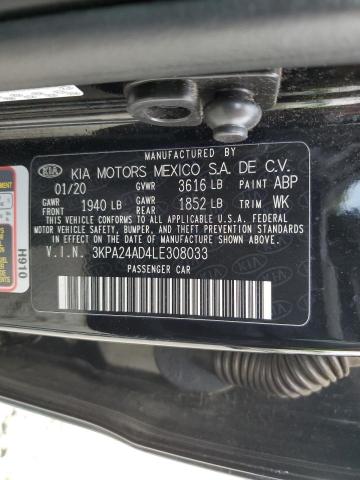 MANUFACTURED BY
KIA KIA MOTORS MEXICO S.A. DE C.V.
01/20 GVWR 3616 LB PAINT ABP
GAWR FRONT 1940 LB GAWR REAR 1852 LB TRIM WK
THIS VEHICLE CONFORMS TO ALL APPLICABLE U.S. FEDERAL
MOTOR VEHICLE SAFETY, BUMPER, AND THEFT PREVENTION STANDARDS
IN EFFECT ON THE DATE OF MANUFACTURE SHOWN ABOVE.
V.I.N. 3KPA24AD4LE308033
PASSENGER CAR
H910